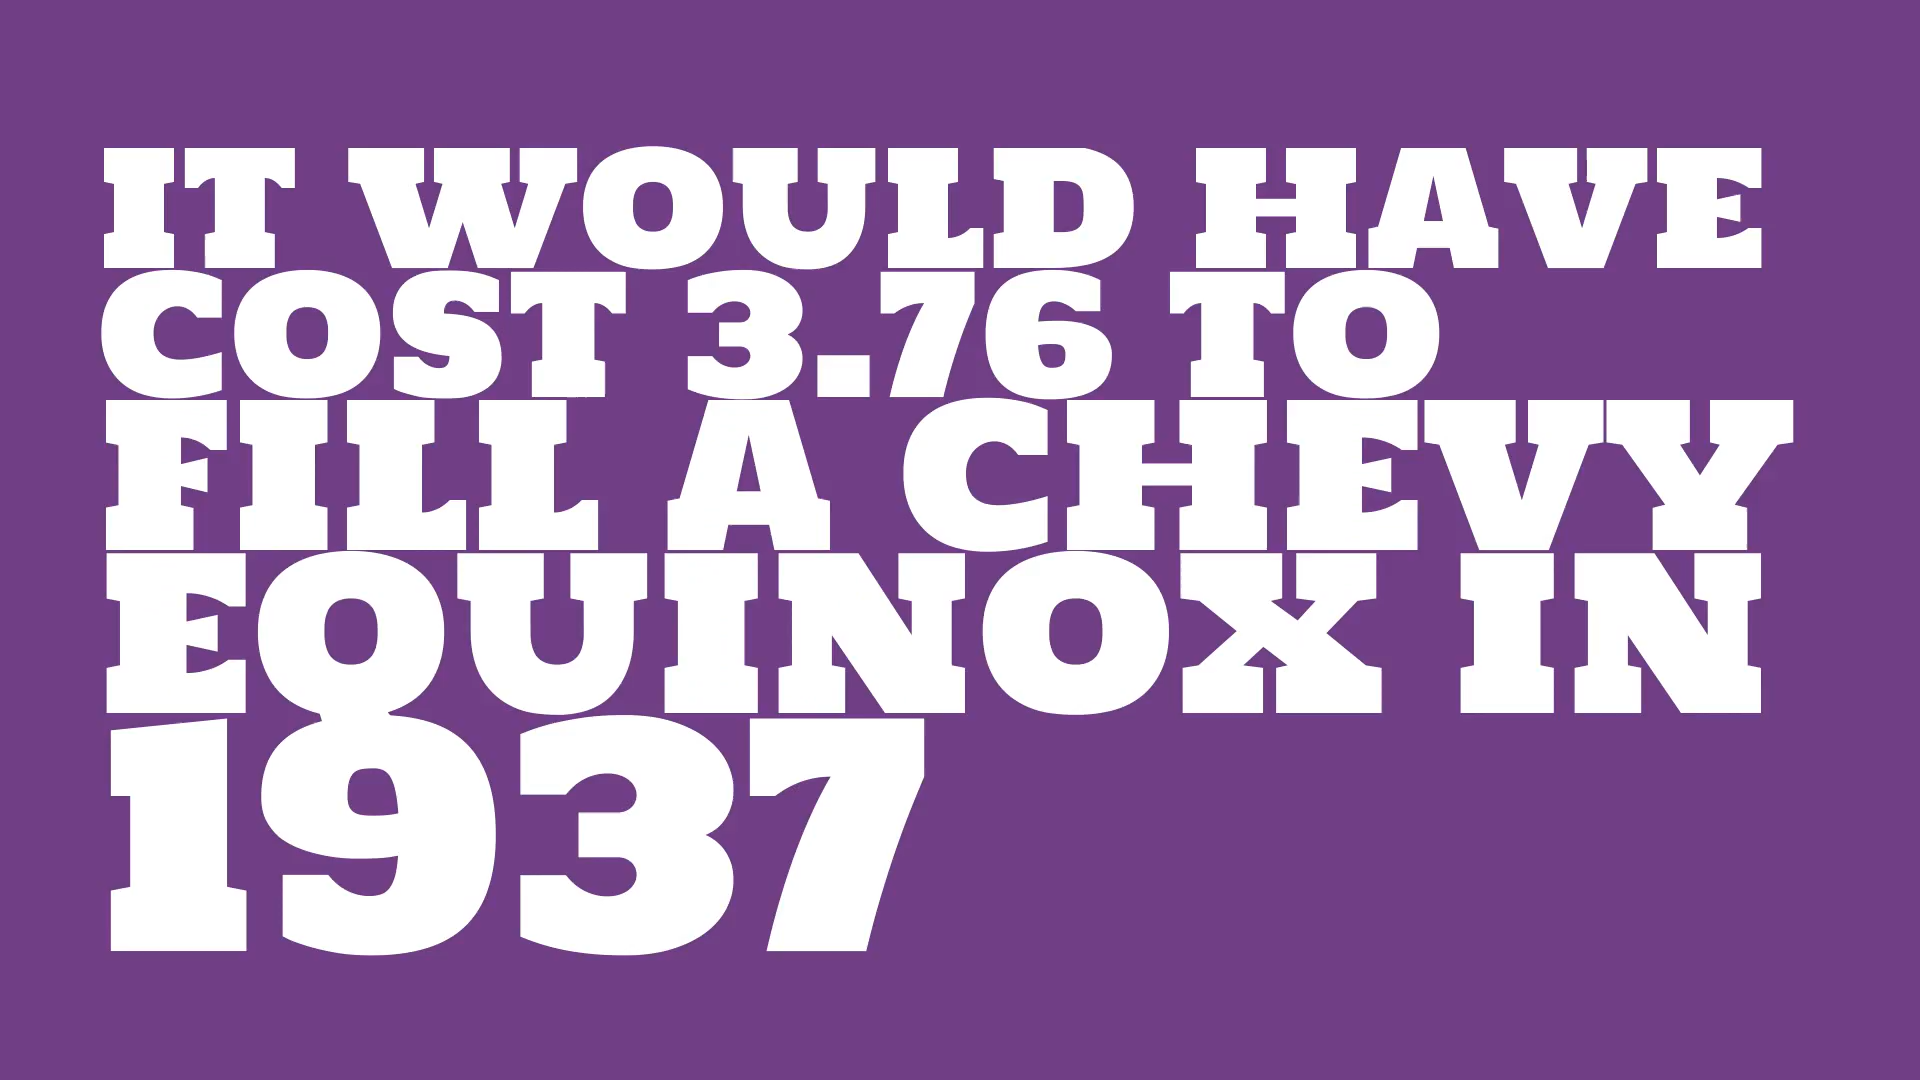 IT WOULD HAVE
COST 3.76 TO
FILL A CHEVY
EQUINOX IN
1937